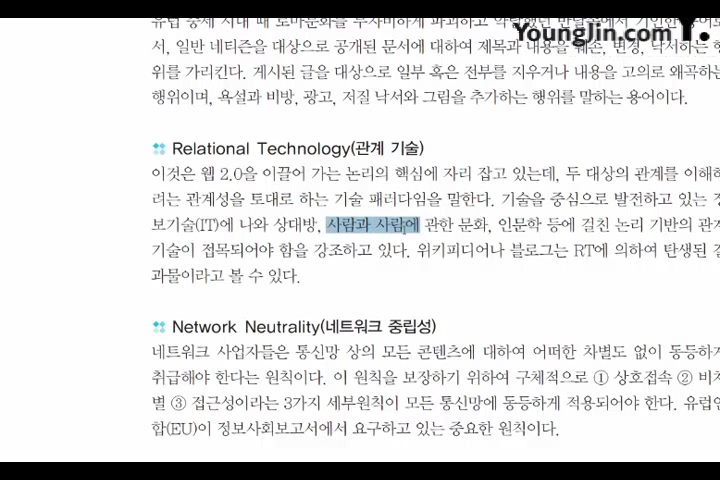 YoungJin.com Y.
유럽 중세 시대 때 로마문화를 무자비하게 파괴하고 약탈했던 반달족에서 기인한
서, 일반 네티즌을 대상으로 공개된 문서에 대하여 제목과 내용을 훼손, 변경, 낙서하는 행
위를 가리킨다. 게시된 글을 대상으로 일부 혹은 전부를 지우거나 내용을 고의로 왜곡하는
행위이며, 욕설과 비방, 광고, 저질 낙서와 그림을 추가하는 행위를 말하는 용어이다.
Relational Technology(관계 기술)
이것은 웹 2.0을 이끌어 가는 논리의 핵심에 자리 잡고 있는데, 두 대상의 관계를 이해하
려는 관계성을 토대로 하는 기술 패러다임을 말한다. 기술을 중심으로 발전하고 있는 정
보기술(IT)에 나와 상대방, 사람과 사람에 관한 문화, 인문학 등에 걸친 논리 기반의 관계
기술이 접목되어야 함을 강조하고 있다. 위키피디어나 블로그는 RT에 의하여 탄생된 결
과물이라고 볼 수 있다.
Network Neutrality(네트워크 중립성)
네트워크 사업자들은 통신망 상의 모든 콘텐츠에 대하여 어떠한 차별도 없이 동등하게
취급해야 한다는 원칙이다. 이 원칙을 보장하기 위하여 구체적으로 ① 상호접속 ② 비차
별 ③ 접근성이라는 3가지 세부원칙이 모든 통신망에 동등하게 적용되어야 한다. 유럽연
합(EU)이 정보사회보고서에서 요구하고 있는 중요한 원칙이다.